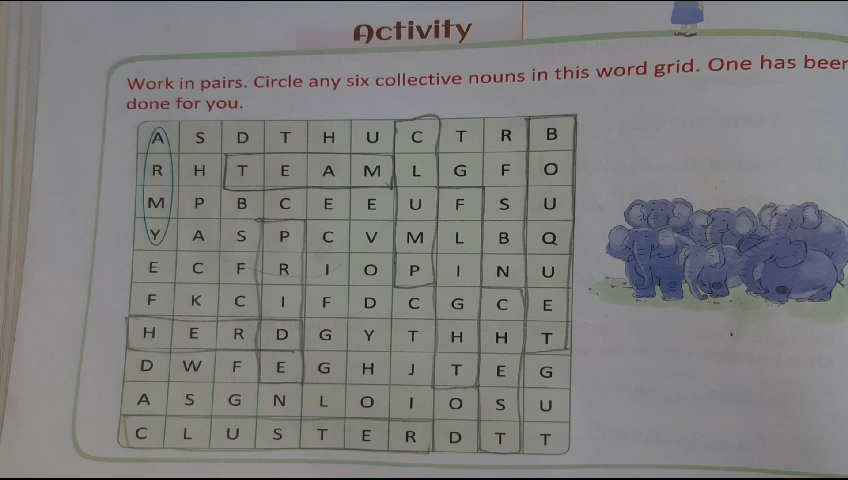 Activity
Work in pairs. Circle any six collective nouns in this word grid. One has been
done for you.
A S D T H U C T R B
R H T E A M L G F O
M P B C E E U F S U
Y A S P C V M L B Q
E C F R I O P I N U
F K C I F D C G C E
H E R D G Y T H H T
D W F E G H J T E G
A S G N L O I O S U
C L U S T E R D T T